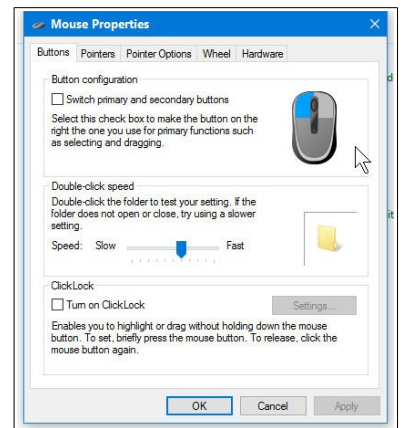 Mouse Properties
Buttons Pointers Pointer Options Wheel Hardware
Button configuration
Switch primary and secondary buttons
Select this check box to make the button on the
right the one you use for primary functions such
as selecting and dragging.
Double-click speed
Double-click the folder to test your setting. If the
folder does not open or close, try using a slower
setting.
Speed: Slow Fast
ClickLock
Turn on ClickLock
Settings...
Enables you to highlight or drag without holding down the mouse
button. To set, briefly press the mouse button. To release, click the
mouse button again.
OK Cancel Apply